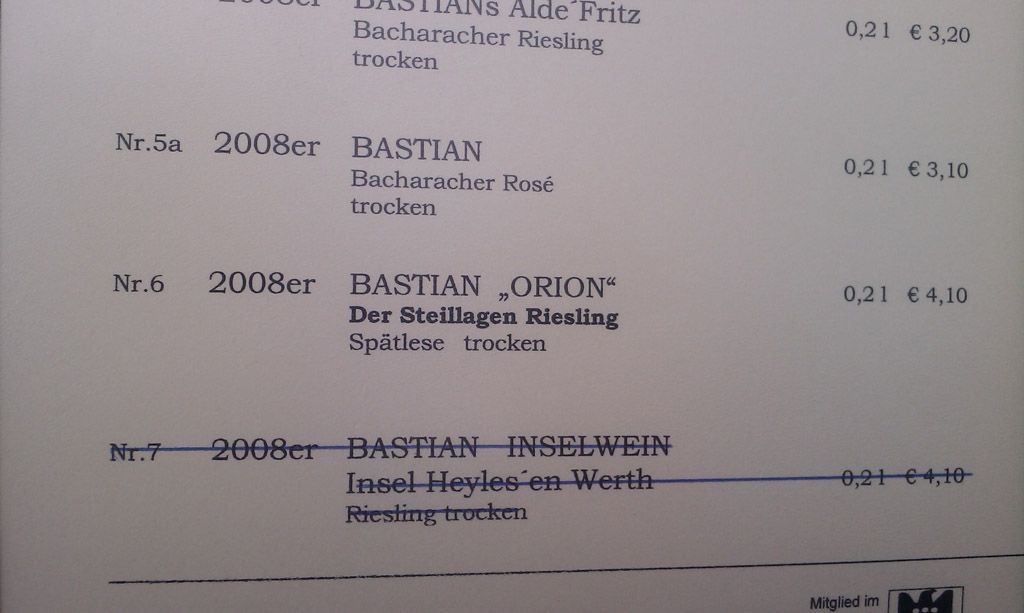 2008er BASTIANs Alde´Fritz
Bacharacher Riesling 0,2 l € 3,20
trocken
Nr.5a 2008er BASTIAN
Bacharacher Rosé 0,2 l € 3,10
trocken
Nr.6 2008er BASTIAN „ORION“ 0,2 l € 4,10
Der Steillagen Riesling
Spätlese trocken
Nr.7 2008er BASTIAN INSELWEIN
Insel Heyles´en Werth 0,2 l € 4,10
Riesling trocken
Mitglied im